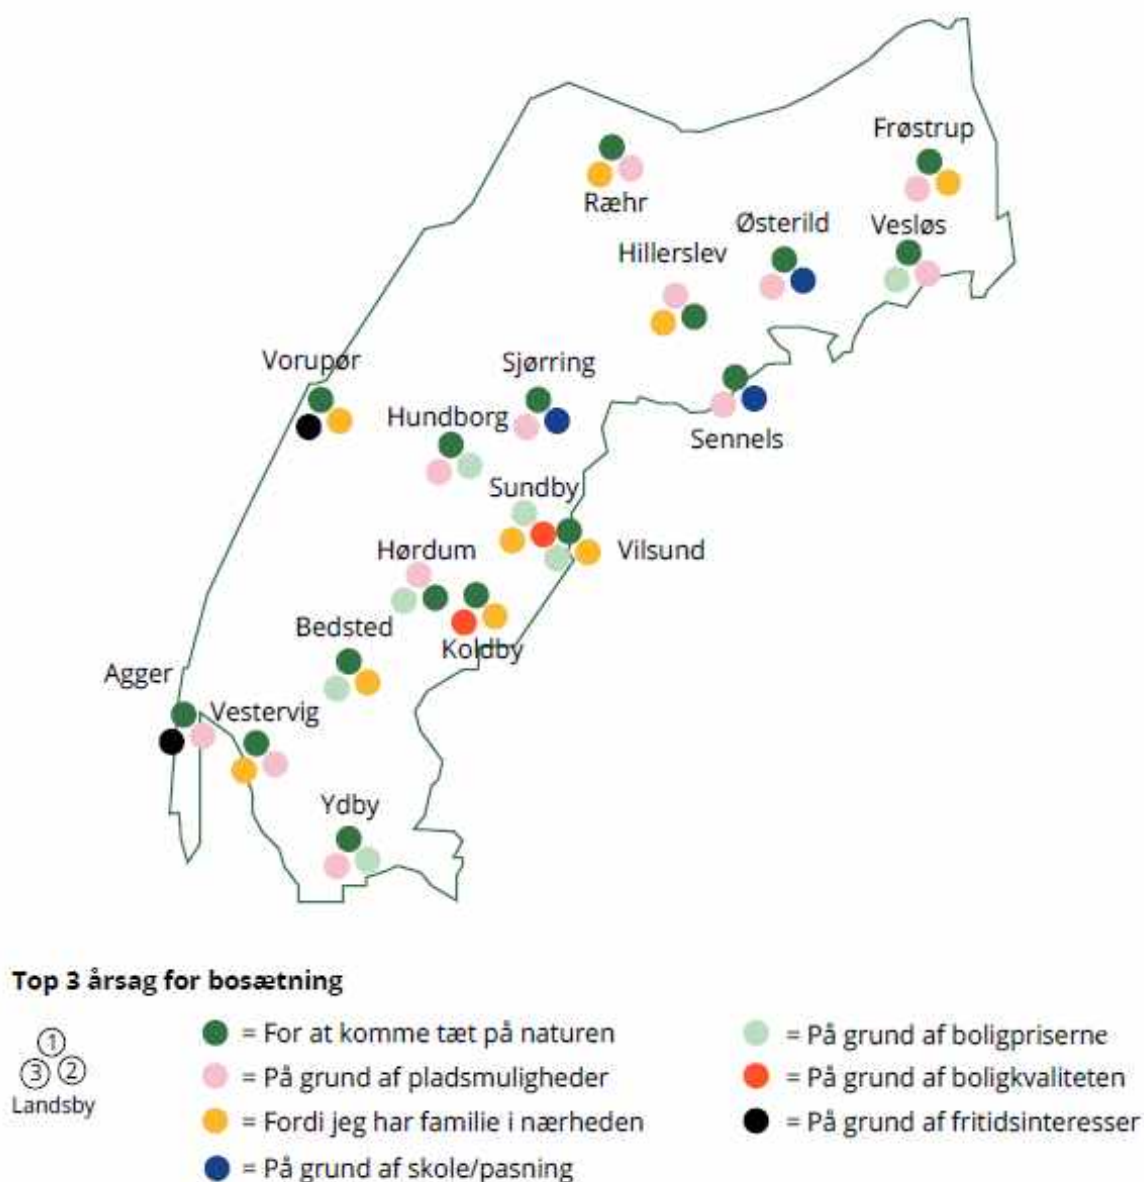 Frøstrup
Ræhr
Østerild
Vesløs
Hillerslev
Vorupør
Sjørring
Hundborg
Sennels
Sundby
Hørdum
Vilsund
Bedsted
Koldby
Agger
Vestervig
Ydby
Top 3 årsag for bosætning
1
3 2
Landsby
= For at komme tæt på naturen
= På grund af pladsmuligheder
= Fordi jeg har familie i nærheden
= På grund af skole/pasning
= På grund af boligpriserne
= På grund af boligkvaliteten
= På grund af fritidsinteresser